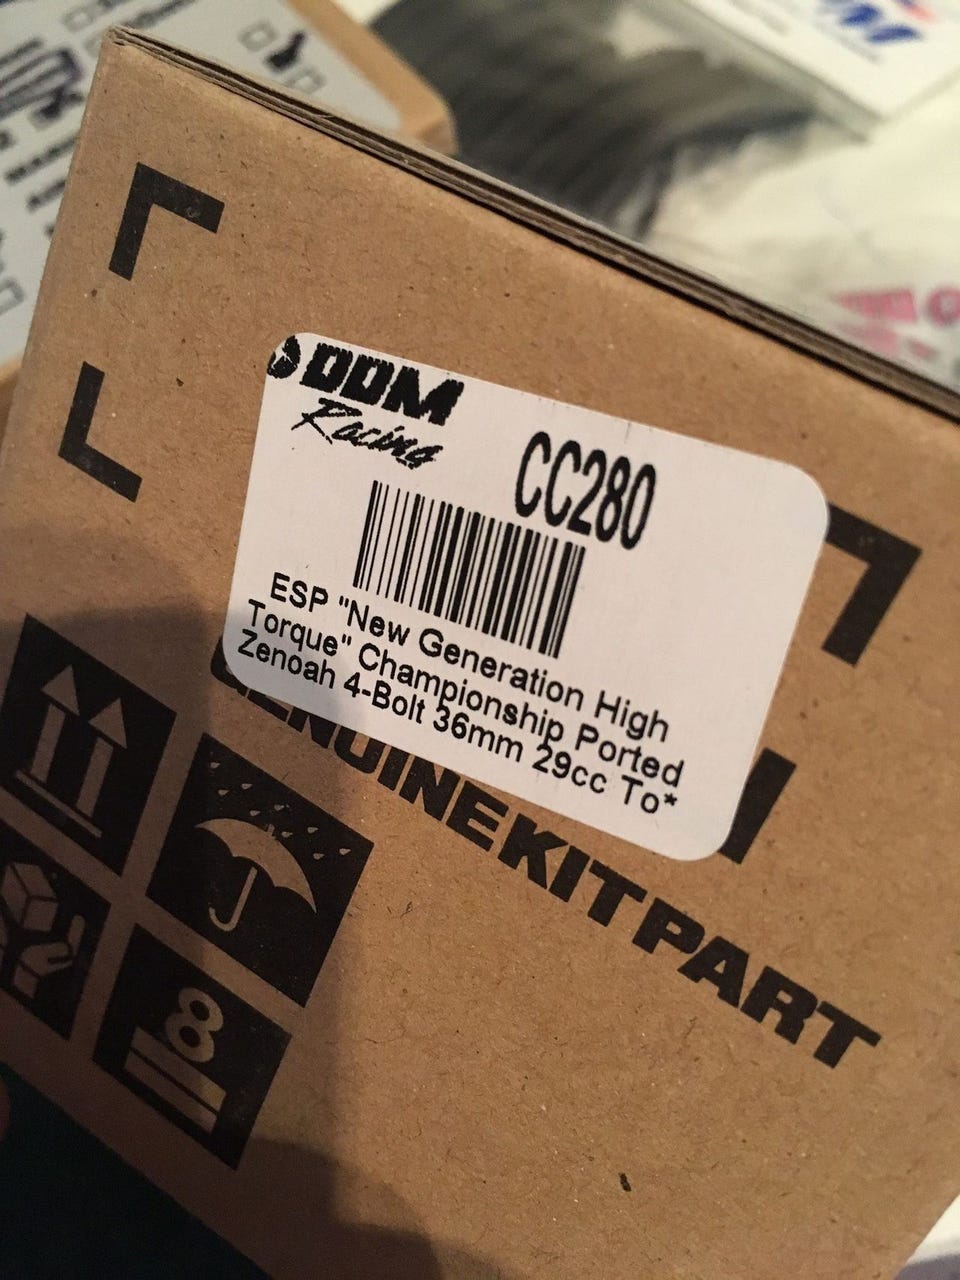 DDM
Racing
CC280
ESP "New Generation High
Torque" Championship Ported
Zenoah 4-Bolt 36mm 29cc To*
GENUINE KIT PART
8